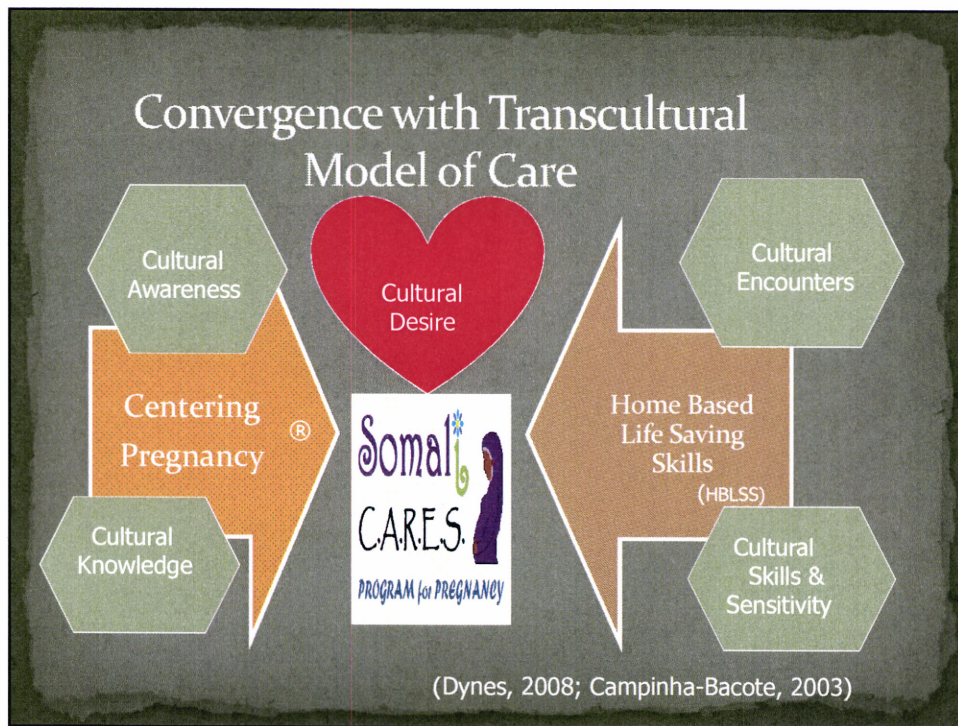 Convergence with Transcultural
Model of Care
Cultural
Awareness
Cultural
Desire
Cultural
Encounters
Centering
Pregnancy ®
Home Based
Life Saving
Skills
(HBLSS)
Somali
C.A.R.E.S.
PROGRAM for PREGNANCY
Cultural
Knowledge
Cultural
Skills &
Sensitivity
(Dynes, 2008; Campinha-Bacote, 2003)